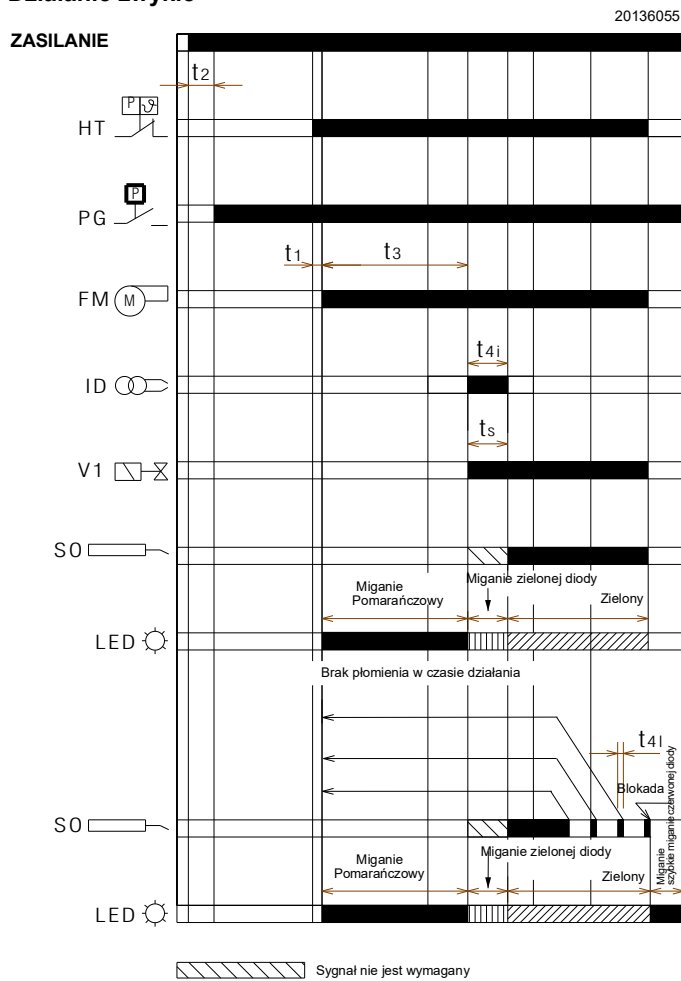 20136055
ZASILANIE
t2
P ϑ
HT
P
PG
t1 t3
FM M
t4i
ID
ts
V1
SO
Miganie zielonej diody
Miganie
Pomarańczowy
Zielony
LED
Brak płomienia w czasie działania
t4l
Blokada
SO
Miganie
szybkie miganie czerwonej diody
Miganie zielonej diody
Miganie
Pomarańczowy
Zielony
LED
Sygnał nie jest wymagany